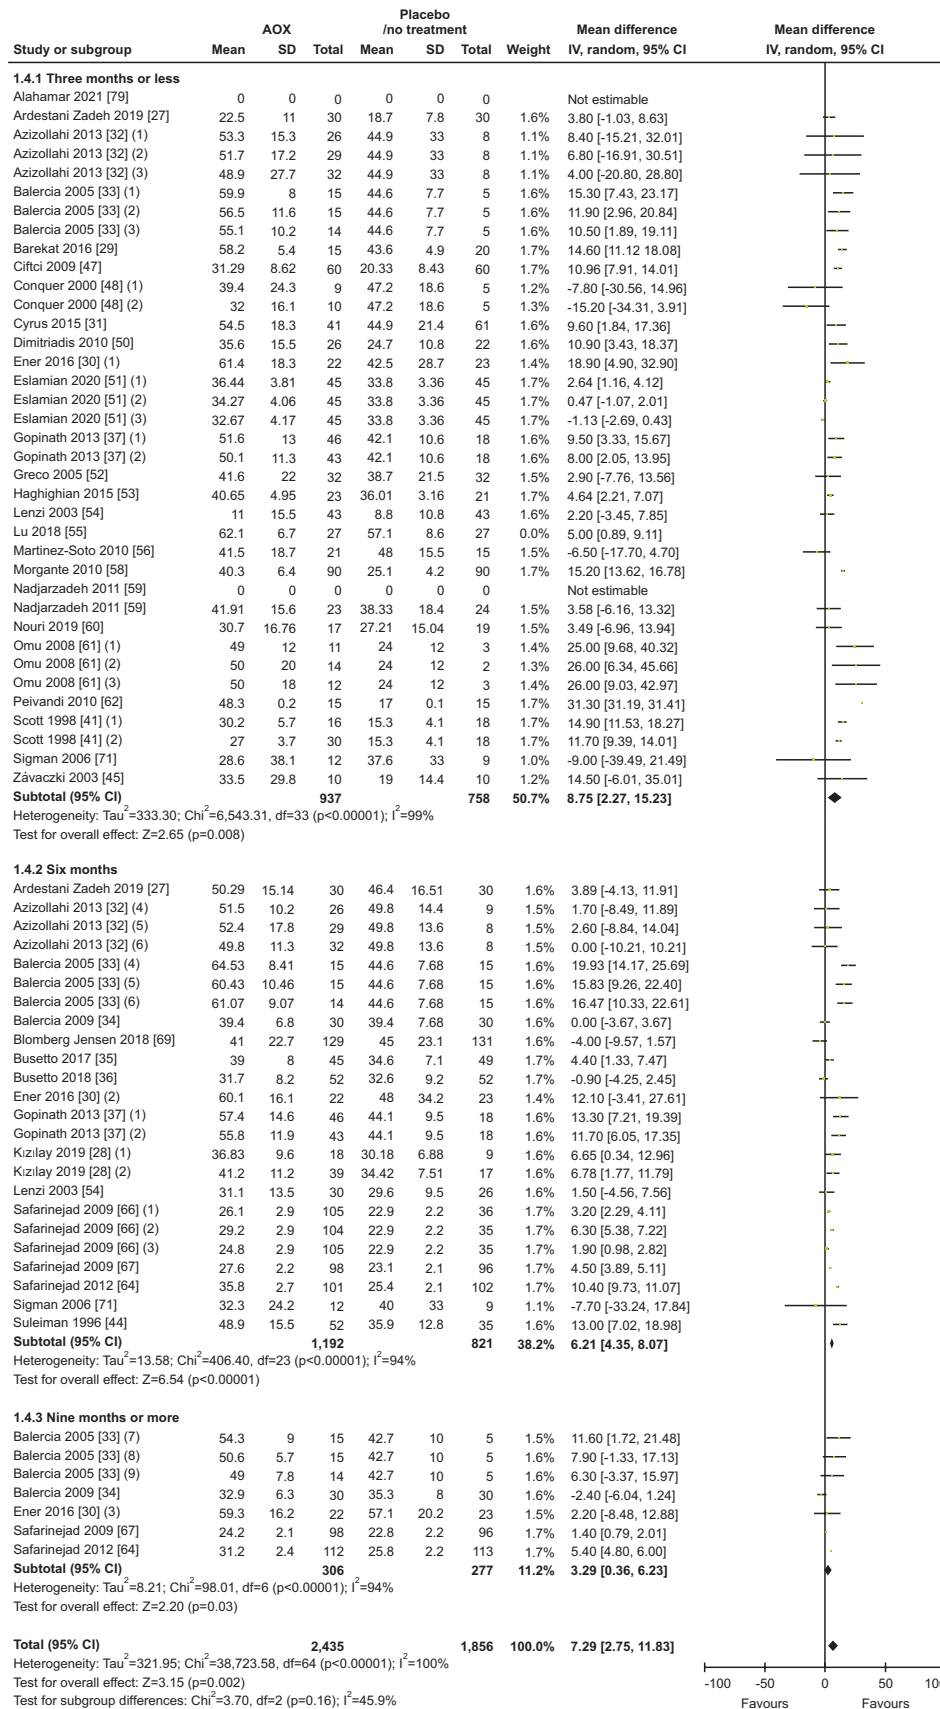 AOX Placebo /no treatment Mean difference Mean difference
Study or subgroup Mean SD Total Mean SD Total Weight IV, random, 95% CI IV, random, 95% CI
1.4.1 Three months or less
Alahamar 2021 [79] 0 0 0 0 0 0 Not estimable
Ardestani Zadeh 2019 [27] 22.5 11 30 18.7 7.8 30 1.6% 3.80 [-1.03, 8.63]
Azizollahi 2013 [32] (1) 53.3 15.3 26 44.9 33 8 1.1% 8.40 [-15.21, 32.01]
Azizollahi 2013 [32] (2) 51.7 17.2 29 44.9 33 8 1.1% 6.80 [-16.91, 30.51]
Azizollahi 2013 [32] (3) 48.9 27.7 32 44.9 33 8 1.1% 4.00 [-20.80, 28.80]
Balercia 2005 [33] (1) 59.9 8 15 44.6 7.7 5 1.6% 15.30 [7.43, 23.17]
Balercia 2005 [33] (2) 56.5 11.6 15 44.6 7.7 5 1.6% 11.90 [2.96, 20.84]
Balercia 2005 [33] (3) 55.1 10.2 14 44.6 7.7 5 1.6% 10.50 [1.89, 19.11]
Barekat 2016 [29] 58.2 5.4 15 43.6 4.9 20 1.7% 14.60 [11.12 18.08]
Ciftci 2009 [47] 31.29 8.62 60 20.33 8.43 60 1.7% 10.96 [7.91, 14.01]
Conquer 2000 [48] (1) 39.4 24.3 9 47.2 18.6 5 1.2% -7.80 [-30.56, 14.96]
Conquer 2000 [48] (2) 32 16.1 10 47.2 18.6 5 1.2% -15.20 [-34.31, 3.91]
Cyrus 2015 [31] 54.5 18.3 41 44.9 21.4 61 1.6% 9.60 [1.84, 17.36]
Dimitriadis 2010 [50] 35.6 15.5 26 24.7 10.8 22 1.6% 10.90 [3.43, 18.37]
Ener 2016 [30] (1) 61.4 18.3 22 42.5 28.7 23 1.4% 18.90 [4.90, 32.90]
Eslamian 2020 [51] (1) 36.44 3.81 45 33.8 3.36 45 1.7% 2.64 [1.16, 4.12]
Eslamian 2020 [51] (2) 34.27 4.06 45 33.8 3.36 45 1.7% 0.47 [-1.07, 2.01]
Eslamian 2020 [51] (3) 32.67 4.17 45 33.8 3.36 45 1.7% -1.13 [-2.69, 0.43]
Gopinath 2013 [37] (1) 51.6 13 46 42.1 10.6 18 1.6% 9.50 [3.33, 15.67]
Gopinath 2013 [37] (2) 50.1 11.3 43 42.1 10.6 18 1.6% 8.00 [2.05, 13.95]
Greco 2005 [52] 41.6 22 32 38.7 21.5 32 1.5% 2.90 [-7.76, 13.56]
Haghighian 2015 [53] 40.65 4.95 23 36.01 3.16 21 1.7% 4.64 [2.21, 7.07]
Lenzi 2003 [54] 11 15.5 43 8.8 10.8 43 1.6% 2.20 [-3.45, 7.85]
Lu 2018 [55] 62.1 6.7 27 57.1 8.6 27 0.0% 5.00 [0.89, 9.11]
Martinez-Soto 2010 [56] 41.5 18.7 21 48 15.5 15 1.5% -6.50 [-17.70, 4.70]
Morgante 2010 [58] 40.3 6.4 90 25.1 4.2 90 1.7% 15.20 [13.62, 16.78]
Nadjarzadeh 2011 [59] 0 0 0 0 0 0 Not estimable
Nadjarzadeh 2011 [59] 41.91 15.6 23 38.33 18.4 24 1.5% 3.58 [-6.16, 13.32]
Nouri 2019 [60] 30.7 16.76 17 27.21 15.04 19 1.5% 3.49 [-6.96, 13.94]
Omu 2008 [61] (1) 49 12 11 24 12 3 1.4% 25.00 [9.68, 40.32]
Omu 2008 [61] (2) 50 20 14 24 12 2 1.3% 26.00 [6.34, 45.66]
Omu 2008 [61] (3) 50 18 12 24 12 3 1.4% 26.00 [9.03, 42.97]
Peivandi 2010 [62] 48.3 0.2 15 17 0.1 15 1.7% 31.30 [31.19, 31.41]
Scott 1998 [41] (1) 30.2 5.7 16 15.3 4.1 18 1.7% 14.90 [11.53, 18.27]
Scott 1998 [41] (2) 27 3.7 30 15.3 4.1 18 1.7% 11.70 [9.39, 14.01]
Sigman 2006 [71] 28.6 38.1 12 37.6 33 9 1.0% -9.00 [-39.49, 21.49]
Závaczki 2003 [45] 33.5 29.8 10 19 14.4 10 1.2% 14.50 [-6.01, 35.01]
Subtotal (95% CI) 937 758 50.7% 8.75 [2.27, 15.23]
Heterogeneity: Tau²=333.30; Chi²=6,543.31, df=33 (p<0.00001); I²=99%
Test for overall effect: Z=2.65 (p=0.008)
1.4.2 Six months
Ardestani Zadeh 2019 [27] 50.29 15.14 30 46.4 16.51 30 1.6% 3.89 [-4.13, 11.91]
Azizollahi 2013 [32] (4) 51.5 10.2 26 49.8 14.4 9 1.5% 1.70 [-8.49, 11.89]
Azizollahi 2013 [32] (5) 52.4 17.8 29 49.8 13.6 8 1.5% 2.60 [-8.84, 14.04]
Azizollahi 2013 [32] (6) 49.8 11.3 32 49.8 13.6 8 1.5% 0.00 [-10.21, 10.21]
Balercia 2005 [33] (4) 64.53 8.41 15 44.6 7.68 15 1.6% 19.93 [14.17, 25.69]
Balercia 2005 [33] (5) 60.43 10.46 15 44.6 7.68 15 1.6% 15.83 [9.26, 22.40]
Balercia 2005 [33] (6) 61.07 9.07 14 44.6 7.68 15 1.6% 16.47 [10.33, 22.61]
Balercia 2009 [34] 39.4 6.8 30 39.4 7.68 30 1.6% 0.00 [-3.67, 3.67]
Blomberg Jensen 2018 [69] 41 22.7 129 45 23.1 131 1.6% -4.00 [-9.57, 1.57]
Busetto 2017 [35] 39 8 45 34.6 7.1 49 1.7% 4.40 [1.33, 7.47]
Busetto 2018 [36] 31.7 8.2 52 32.6 9.2 52 1.7% -0.90 [-4.25, 2.45]
Ener 2016 [30] (2) 60.1 16.1 22 48 34.2 23 1.4% 12.10 [-3.41, 27.61]
Gopinath 2013 [37] (1) 57.4 14.6 46 44.1 9.5 18 1.6% 13.30 [7.21, 19.39]
Gopinath 2013 [37] (2) 55.8 11.9 43 44.1 9.5 18 1.6% 11.70 [6.05, 17.35]
Kızılay 2019 [28] (1) 36.83 9.6 18 30.18 6.88 9 1.6% 6.65 [0.34, 12.96]
Kızılay 2019 [28] (2) 41.2 11.2 39 34.42 7.51 17 1.6% 6.78 [1.77, 11.79]
Lenzi 2003 [54] 31.1 13.5 30 29.6 9.5 26 1.6% 1.50 [-4.56, 7.56]
Safarinejad 2009 [66] (1) 26.1 2.9 105 22.9 2.2 36 1.7% 3.20 [2.29, 4.11]
Safarinejad 2009 [66] (2) 29.2 2.9 104 22.9 2.2 35 1.7% 6.30 [5.38, 7.22]
Safarinejad 2009 [66] (3) 24.8 2.9 105 22.9 2.2 35 1.7% 1.90 [0.98, 2.82]
Safarinejad 2009 [67] 27.6 2.2 98 23.1 2.1 96 1.7% 4.50 [3.89, 5.11]
Safarinejad 2012 [64] 35.8 2.7 101 25.4 2.1 102 1.7% 10.40 [9.73, 11.07]
Sigman 2006 [71] 32.3 24.2 12 40 33 9 1.1% -7.70 [-33.24, 17.84]
Suleiman 1996 [44] 48.9 15.5 52 35.9 12.8 35 1.6% 13.00 [7.02, 18.98]
Subtotal (95% CI) 1,192 821 38.2% 6.21 [4.35, 8.07]
Heterogeneity: Tau²=13.58; Chi²=406.40, df=23 (p<0.00001); I²=94%
Test for overall effect: Z=6.54 (p<0.00001)
1.4.3 Nine months or more
Balercia 2005 [33] (7) 54.3 9 15 42.7 10 5 1.5% 11.60 [1.72, 21.48]
Balercia 2005 [33] (8) 50.6 5.7 15 42.7 10 5 1.5% 7.90 [-1.33, 17.13]
Balercia 2005 [33] (9) 49 7.8 14 42.7 10 5 1.5% 6.30 [-3.37, 15.97]
Balercia 2009 [34] 32.9 6.3 30 35.3 8 30 1.6% -2.40 [-6.04, 1.24]
Ener 2016 [30] (3) 59.3 16.2 22 57.1 20.2 23 1.5% 2.20 [-8.48, 12.88]
Safarinejad 2009 [67] 24.2 2.1 98 22.8 2.2 96 1.7% 1.40 [0.79, 2.01]
Safarinejad 2012 [64] 31.2 2.4 112 25.8 2.2 113 1.7% 5.40 [4.80, 6.00]
Subtotal (95% CI) 306 277 11.2% 3.29 [0.36, 6.23]
Heterogeneity: Tau²=8.21; Chi²=98.01, df=6 (p<0.00001); I²=94%
Test for overall effect: Z=2.20 (p=0.03)
Total (95% CI) 2,435 1,856 100.0% 7.29 [2.75, 11.83]
Heterogeneity: Tau²=321.95; Chi²=38,723.58, df=64 (p<0.00001); I²=100%
Test for overall effect: Z=3.15 (p=0.002)
Test for subgroup differences: Chi²=3.70, df=2 (p=0.16); I²=45.9%
-100 -50 0 50 100
Favours Favours